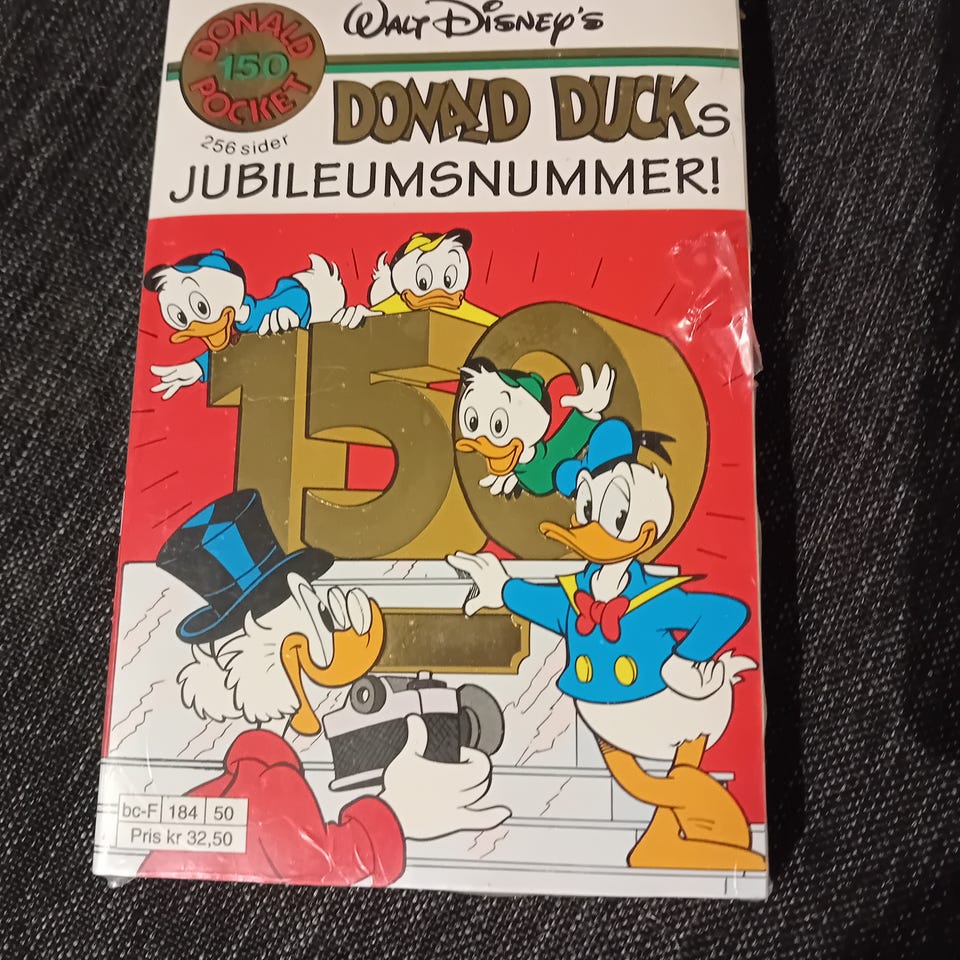 WALT DISNEY'S
DONALD
150
POCKET
DONALD DUCKs
256 sider
JUBILEUMSNUMMER!
150
bc-F 184 50
Pris kr 32,50